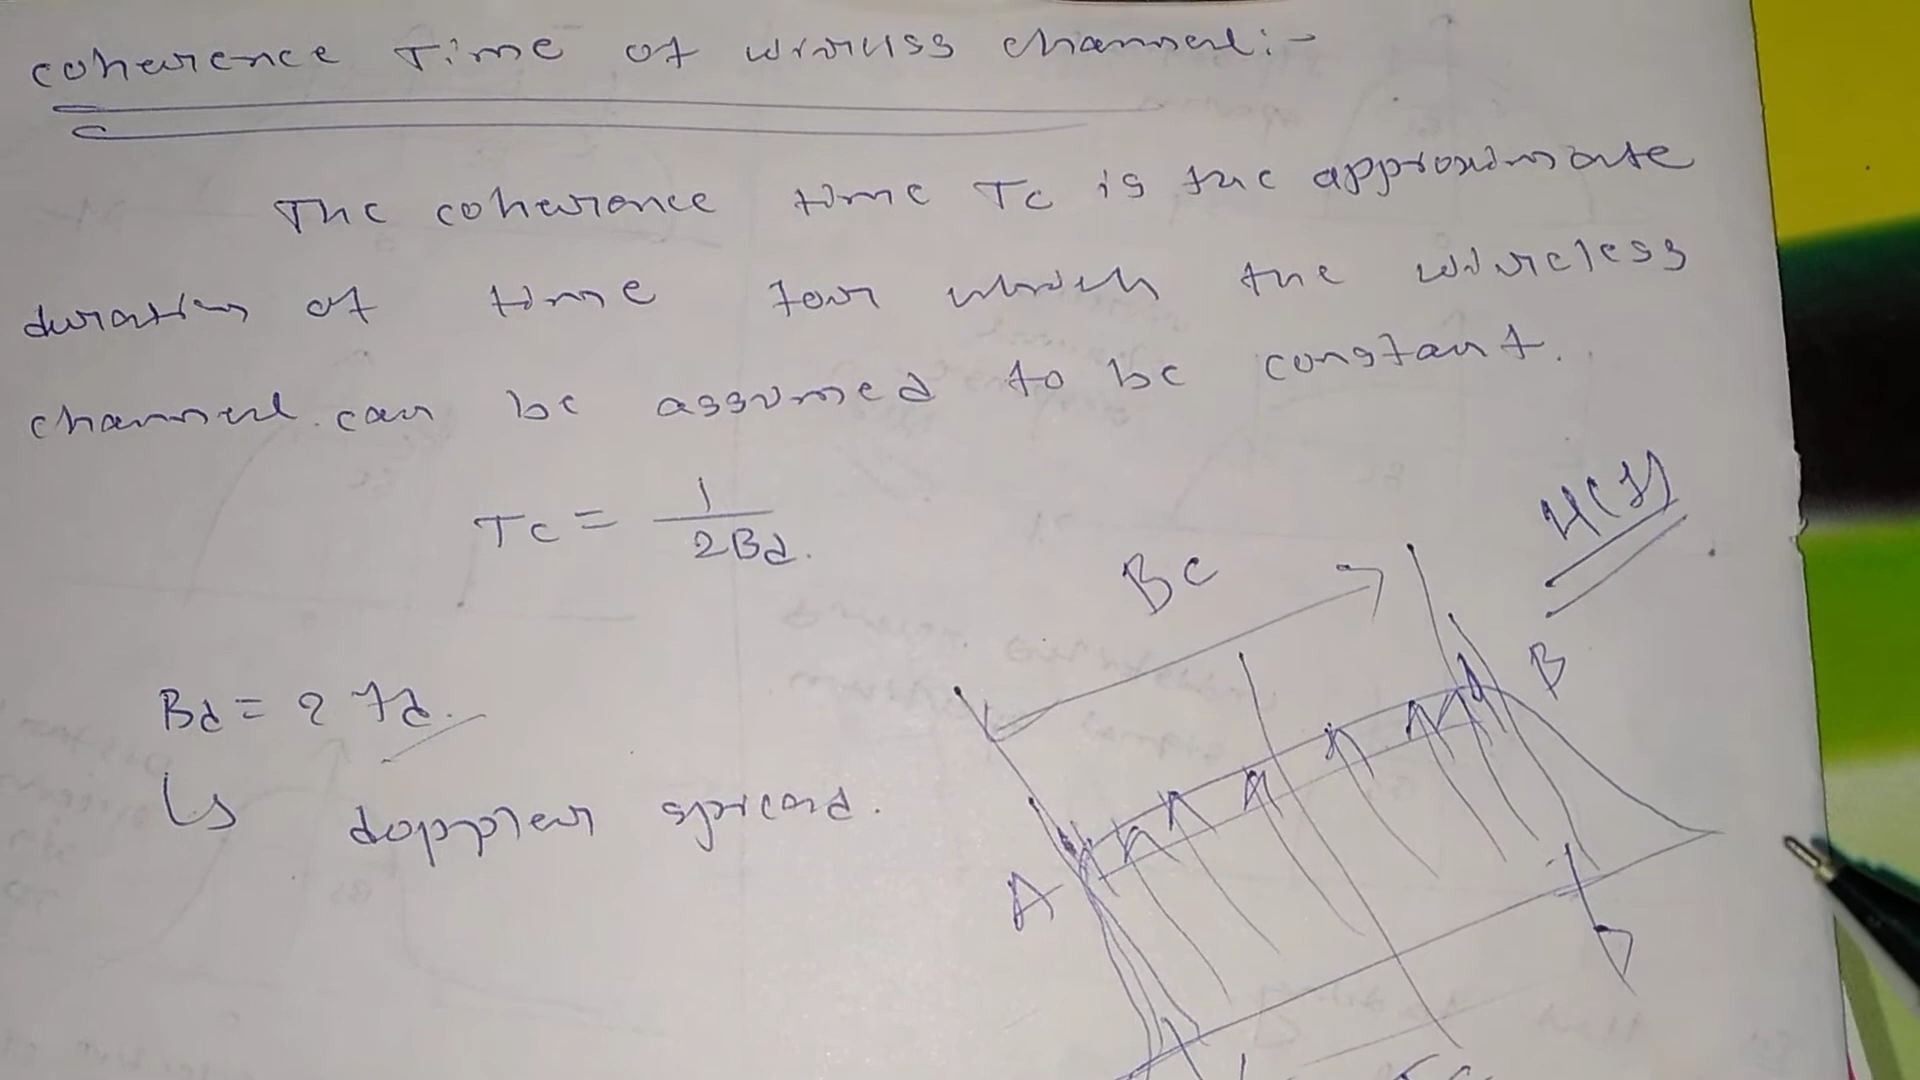 coherence Time of wireless channel:-
The coherence time Tc is the approximate
duration of time for which the wireless
channel can be assumed to be constant.
Tc = 1/2Bd.
Bd = 2 fd.
↳ doppler spread.
H(f)
Bc
B
A
D